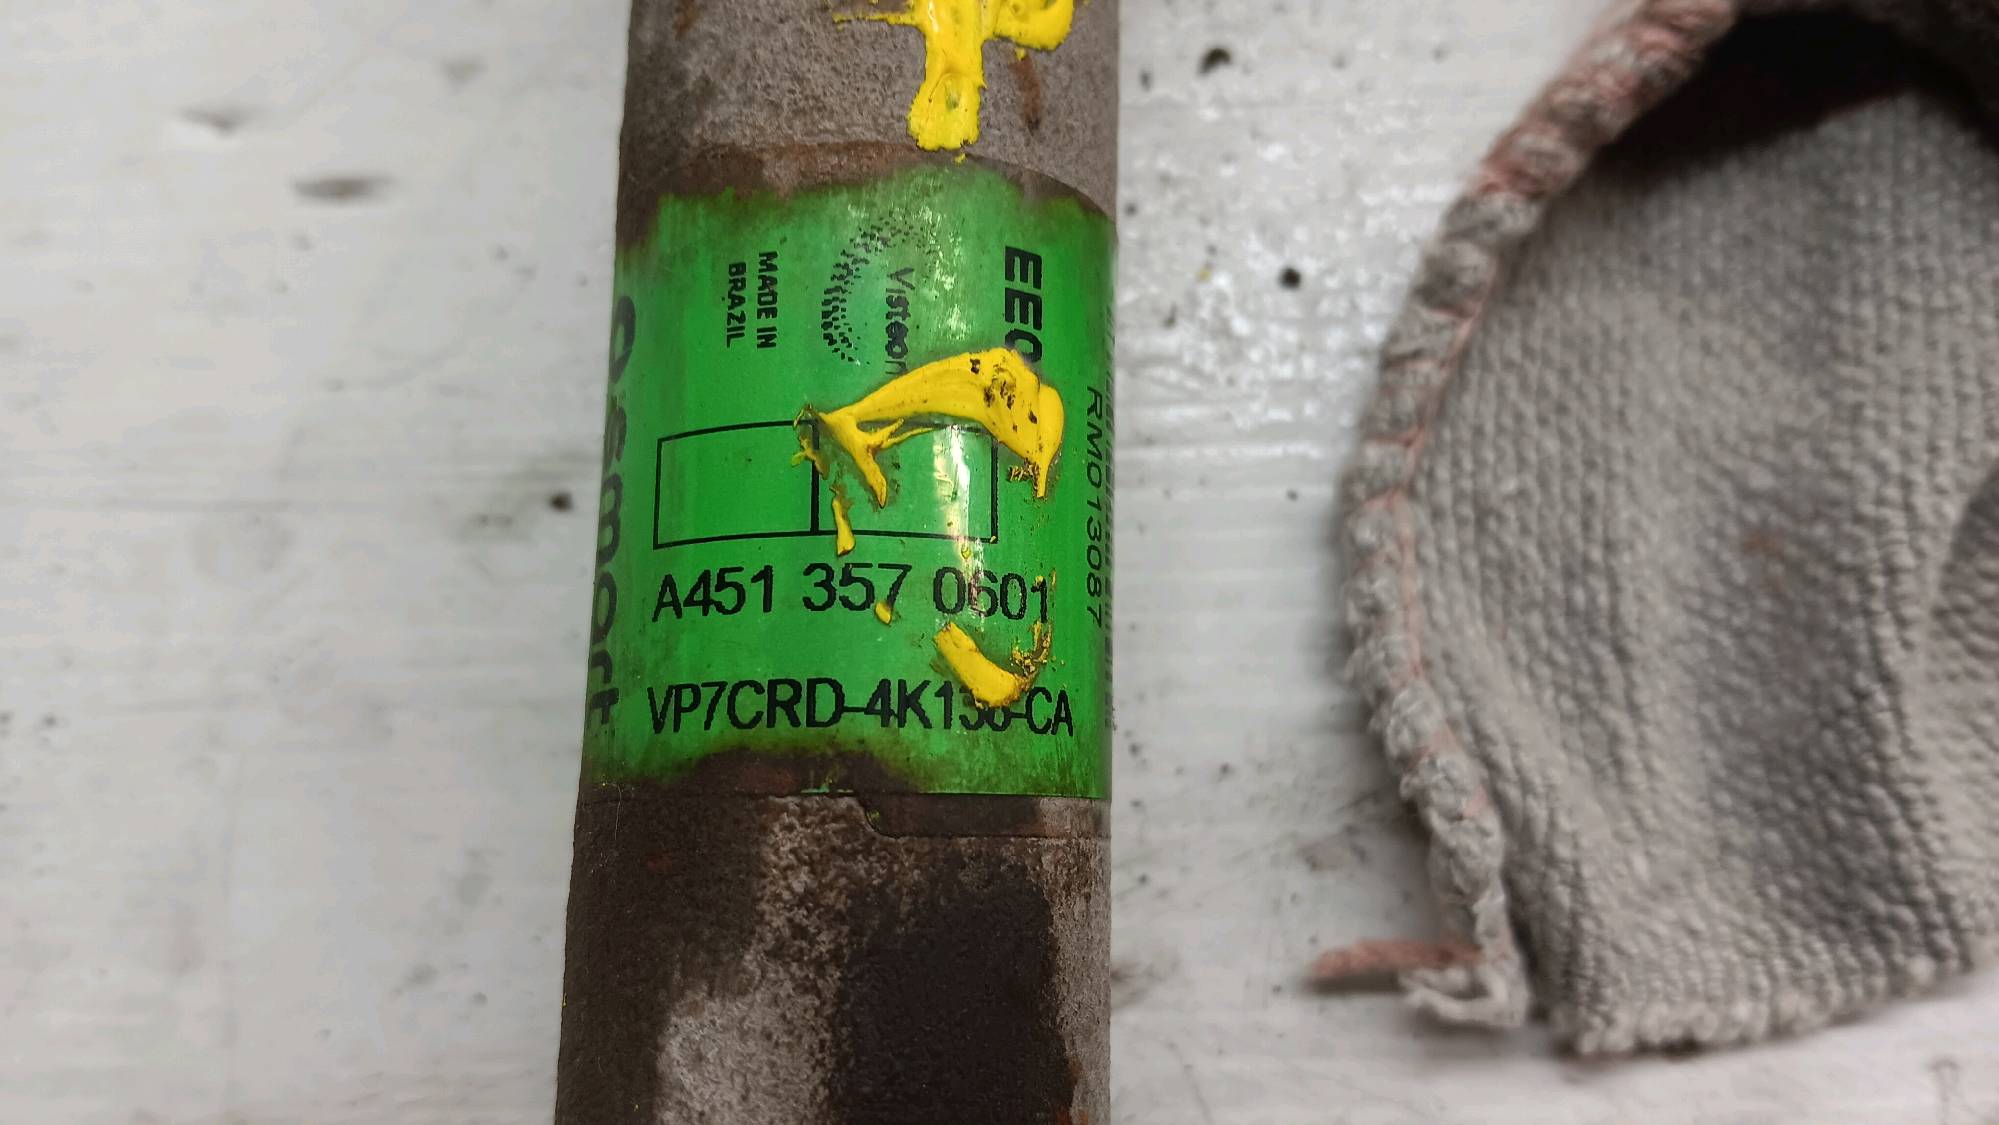 smart
MADE IN
BRAZIL
Visteon
EEC
RM013087
A451 357 0601
VP7CRD-4K138-CA